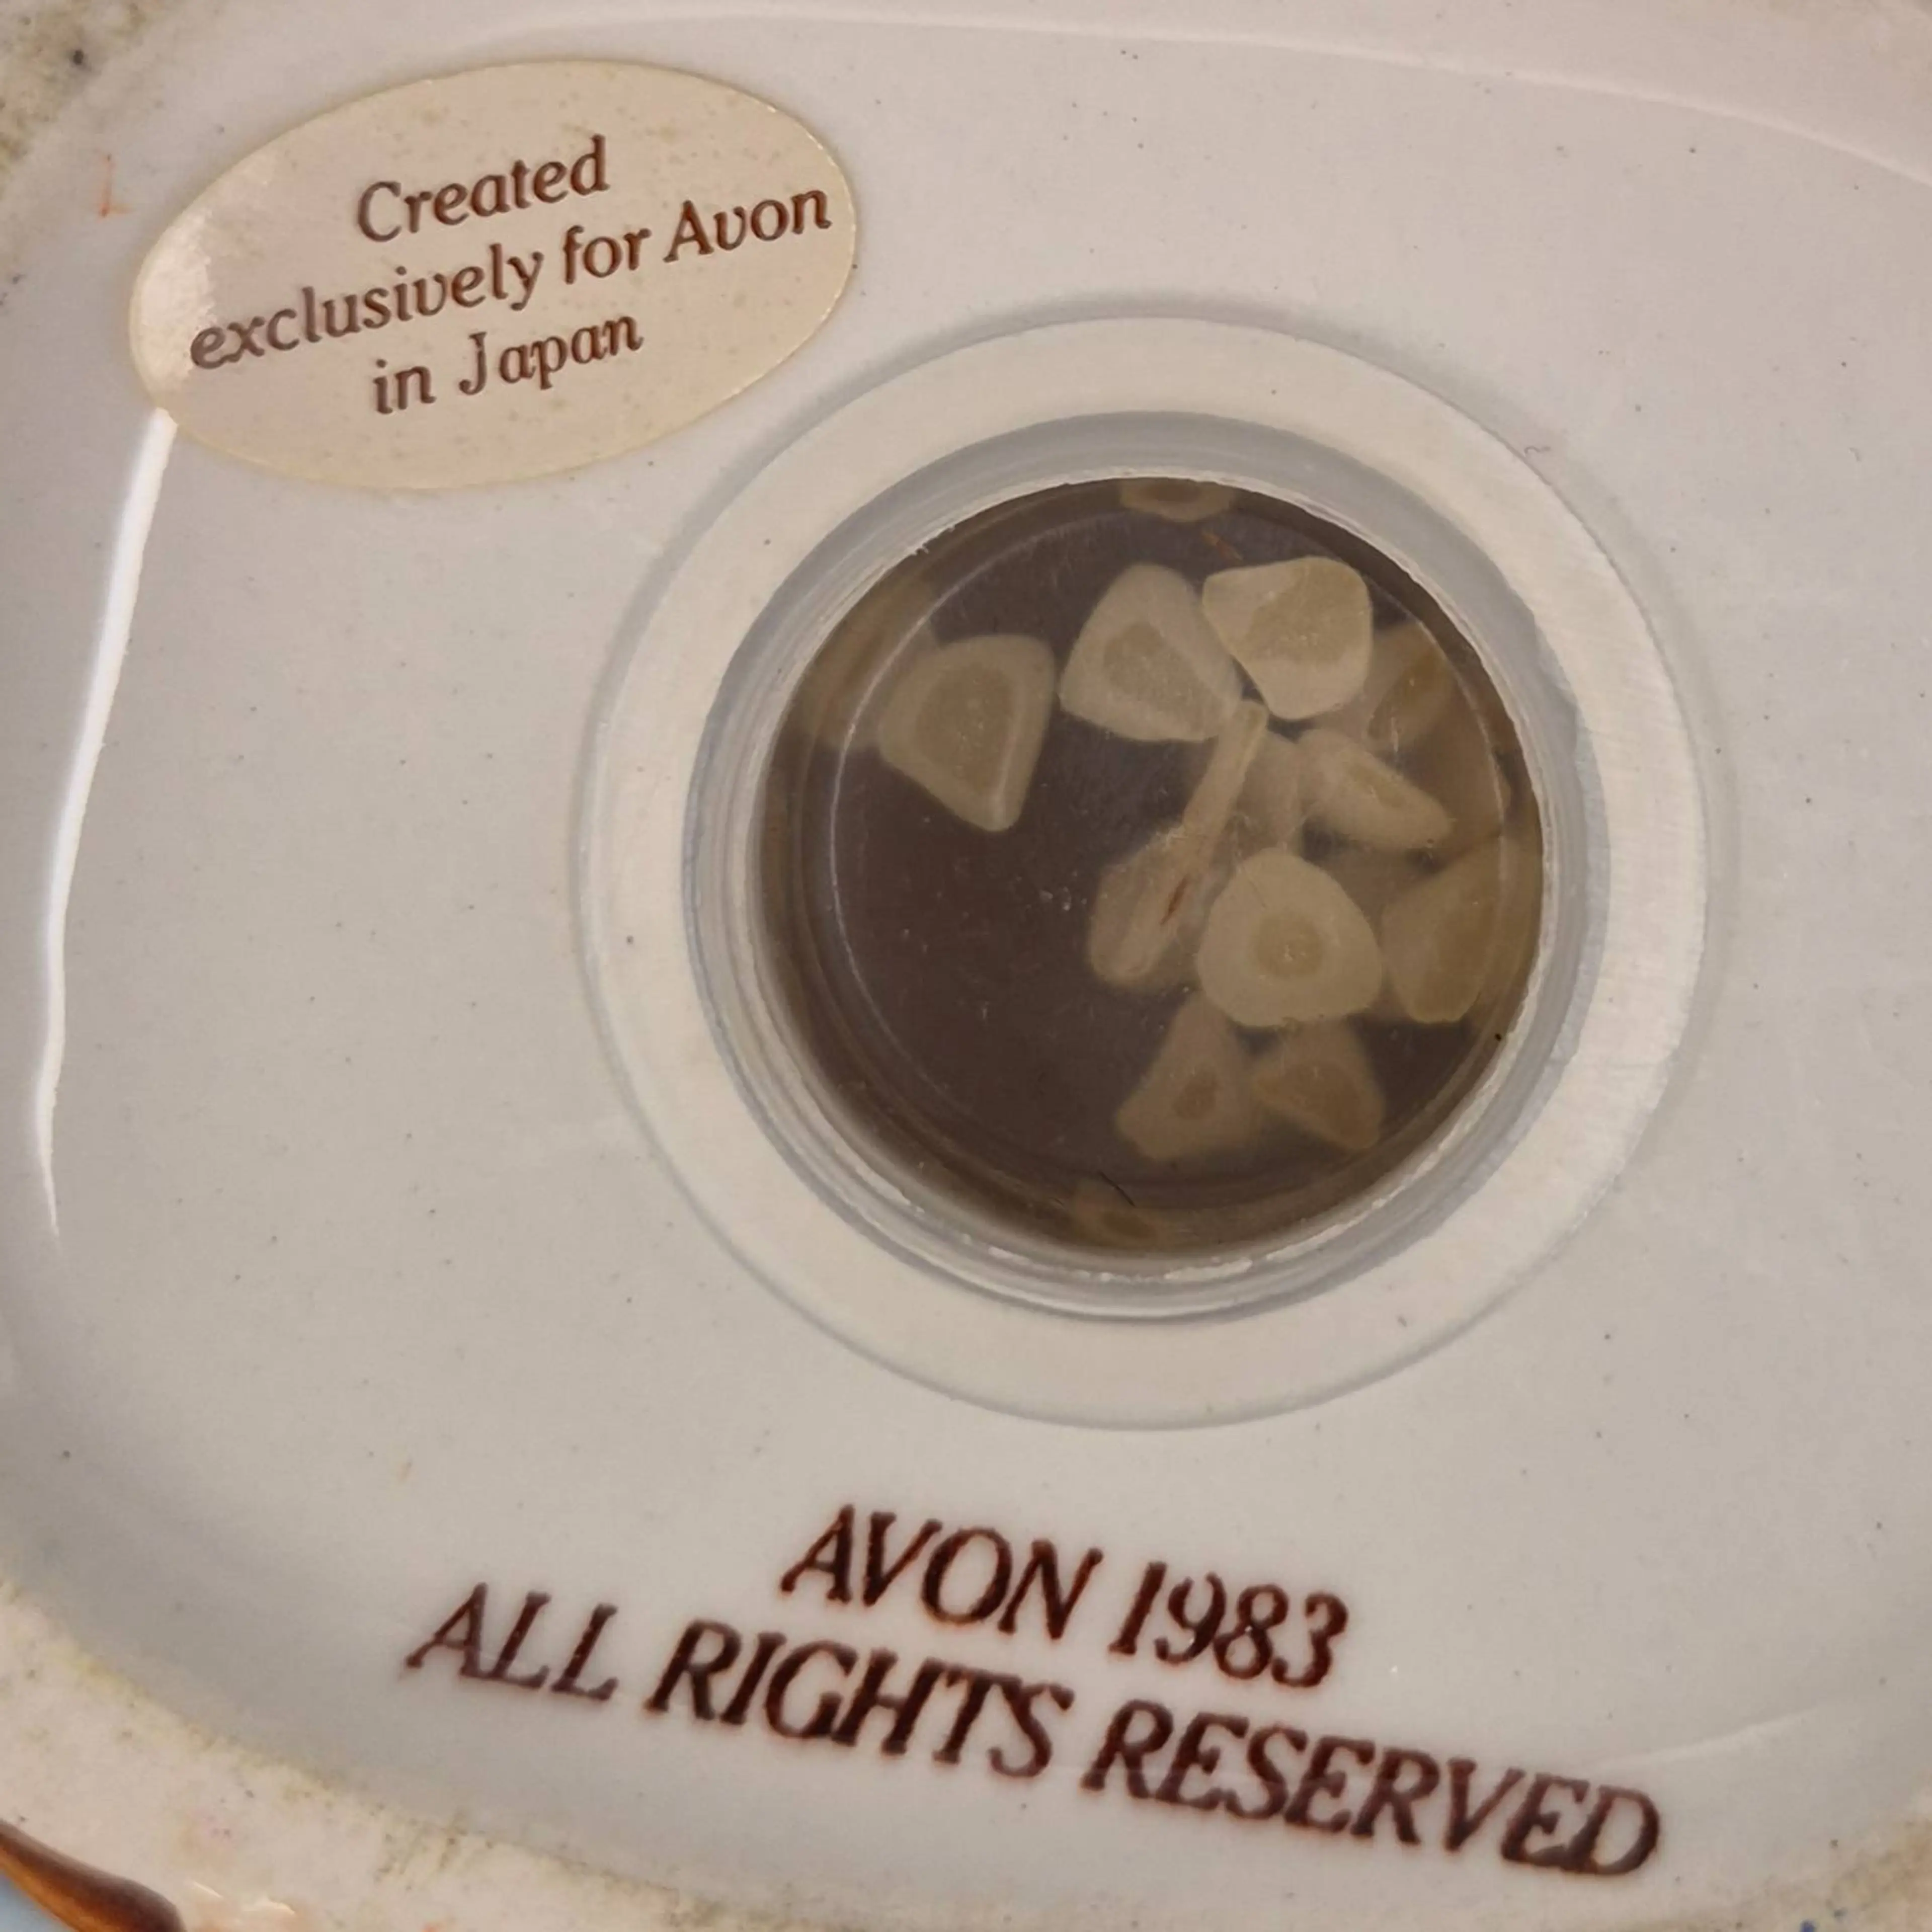 Created
exclusively for Avon
in Japan
AVON 1983
ALL RIGHTS RESERVED